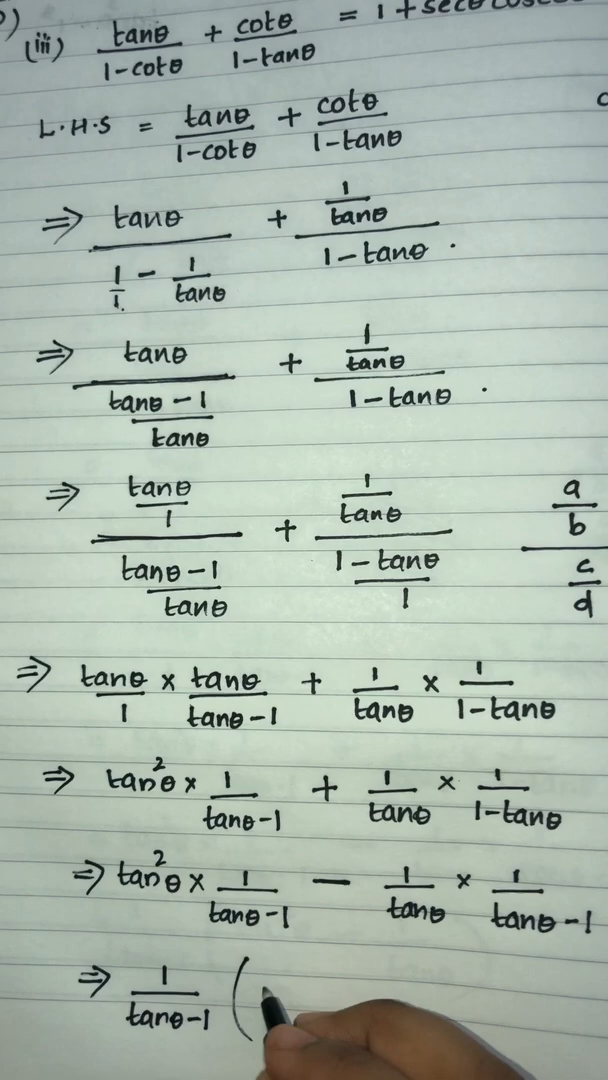 (iii) tanθ/1-cotθ + cotθ/1-tanθ = 1 + secθ
L.H.S = tanθ/1-cotθ + cotθ/1-tanθ
⇒ tanθ/(1/1 - 1/tanθ) + (1/tanθ)/(1-tanθ).
⇒ tanθ/((tanθ-1)/tanθ) + (1/tanθ)/(1-tanθ).
⇒ (tanθ/1)/((tanθ-1)/tanθ) + (1/tanθ)/((1-tanθ)/1) (a/b)/(c/d)
⇒ tanθ/1 × tanθ/tanθ-1 + 1/tanθ × 1/1-tanθ
⇒ tan²θ × 1/tanθ-1 + 1/tanθ × 1/1-tanθ
⇒ tan²θ × 1/tanθ-1 - 1/tanθ × 1/tanθ-1
⇒ 1/tanθ-1 (